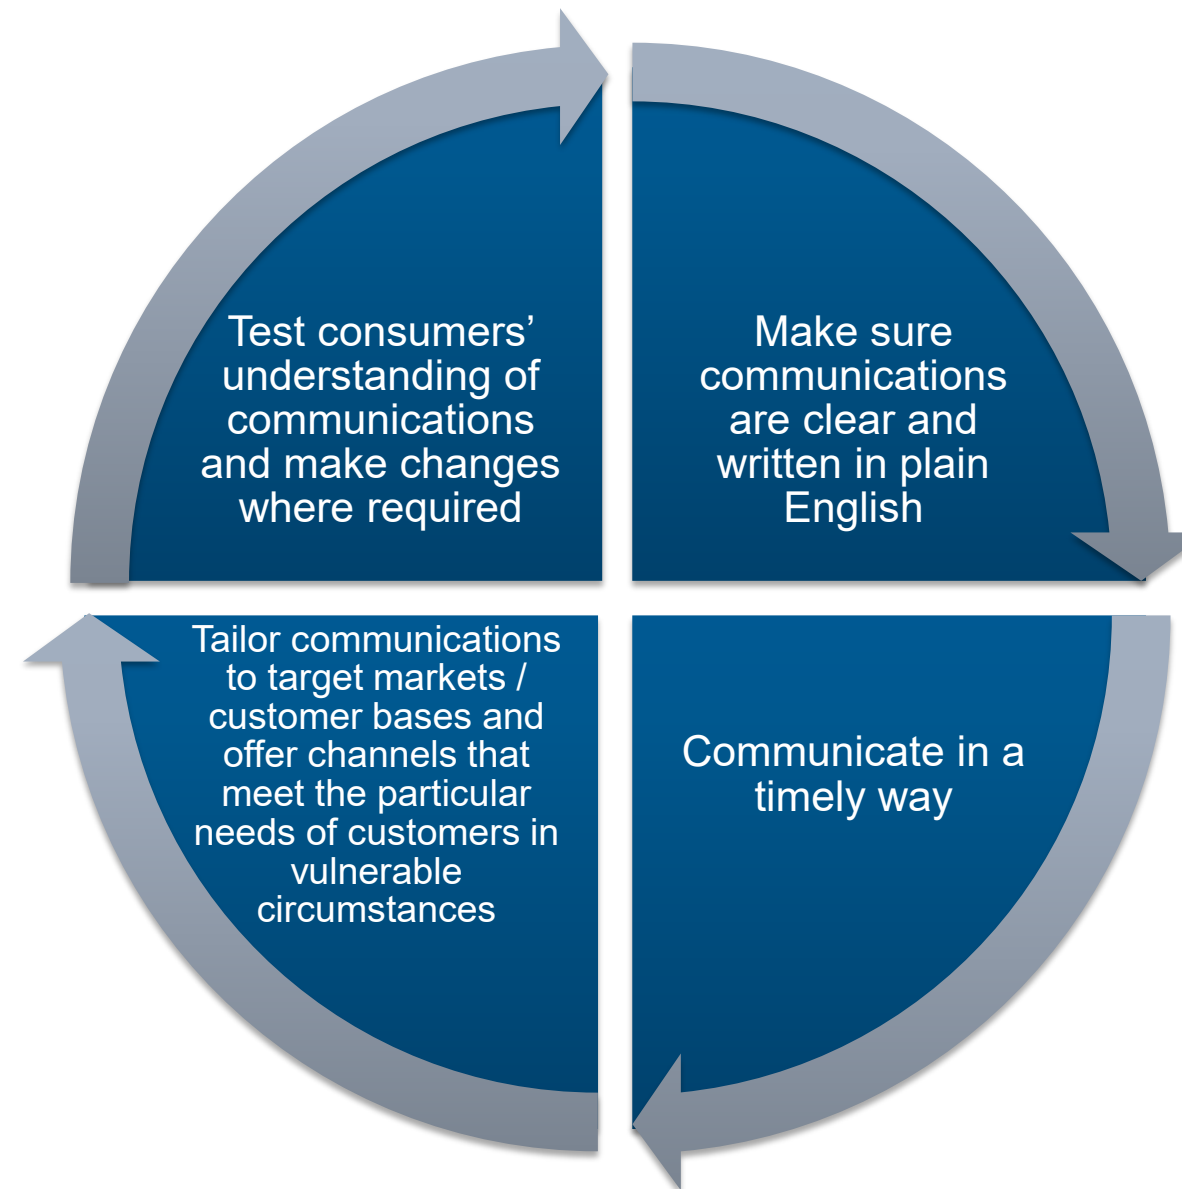 Test consumers’
understanding of
communications
and make changes
where required
Make sure
communications
are clear and
written in plain
English
Tailor communications
to target markets /
customer bases and
offer channels that
meet the particular
needs of customers in
vulnerable
circumstances
Communicate in a
timely way